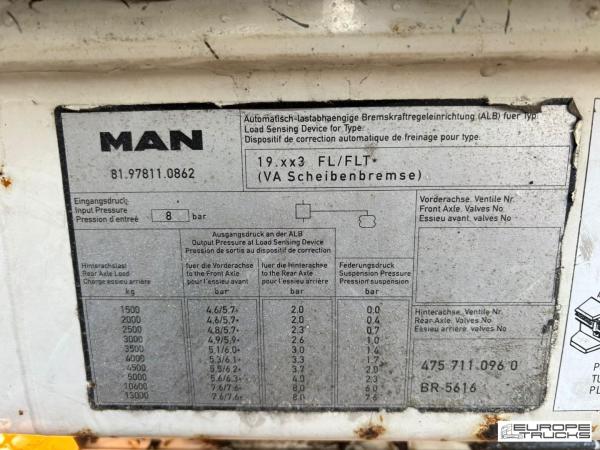 MAN
81.97811.0862
Automatisch-lastabhaengige Bremskraftregeleinrichtung (ALB) fuer Typ:
Load Sensing Device for Type:
Dispositif de correction automatique de freinage pour type:
19.xx3 FL/FLT*
(VA Scheibenbremse)
Eingangsdruck
Input Pressure
Pression d'entreé
8 bar
Vorderachse, Ventile Nr.
Front Axle, Valves No
Essieu avant, valves No
Ausgangsdruck an der ALB
Output Pressure at Load Sensing Device
Pression de sortie au dispositif de correction
Hinterachslast
Rear Axle Load
Charge essieu arrière
kg
fuer die Vorderachse
to the Front Axle
pour l'essieu avant
bar
fuer die Hinterachse
to the Rear Axle
pour l'essieu arrière
bar
Federungsdruck
Suspension Pressure
Pression suspension
bar
1500 4.6/5.7* 2.0 0.0
2000 4.6/5.7* 2.0 0.4
2500 4.8/5.7* 2.3 0.7
3000 4.9/5.9* 2.6 1.0
3500 5.1/6.0* 3.0 1.4
4000 5.3/6.1* 3.3 1.7
4500 5.5/6.2* 3.7 2.0
5000 5.6/6.3* 4.0 2.3
10600 7.6/7.6* 8.0 6.0
13000 7.6/7.6* 8.0 7.6
Hinterachse, Ventile Nr.
Rear Axle, Valves No
Essieu arrière, valves No
475 711 096 0
BR-5616
EUROPE
TRUCKS